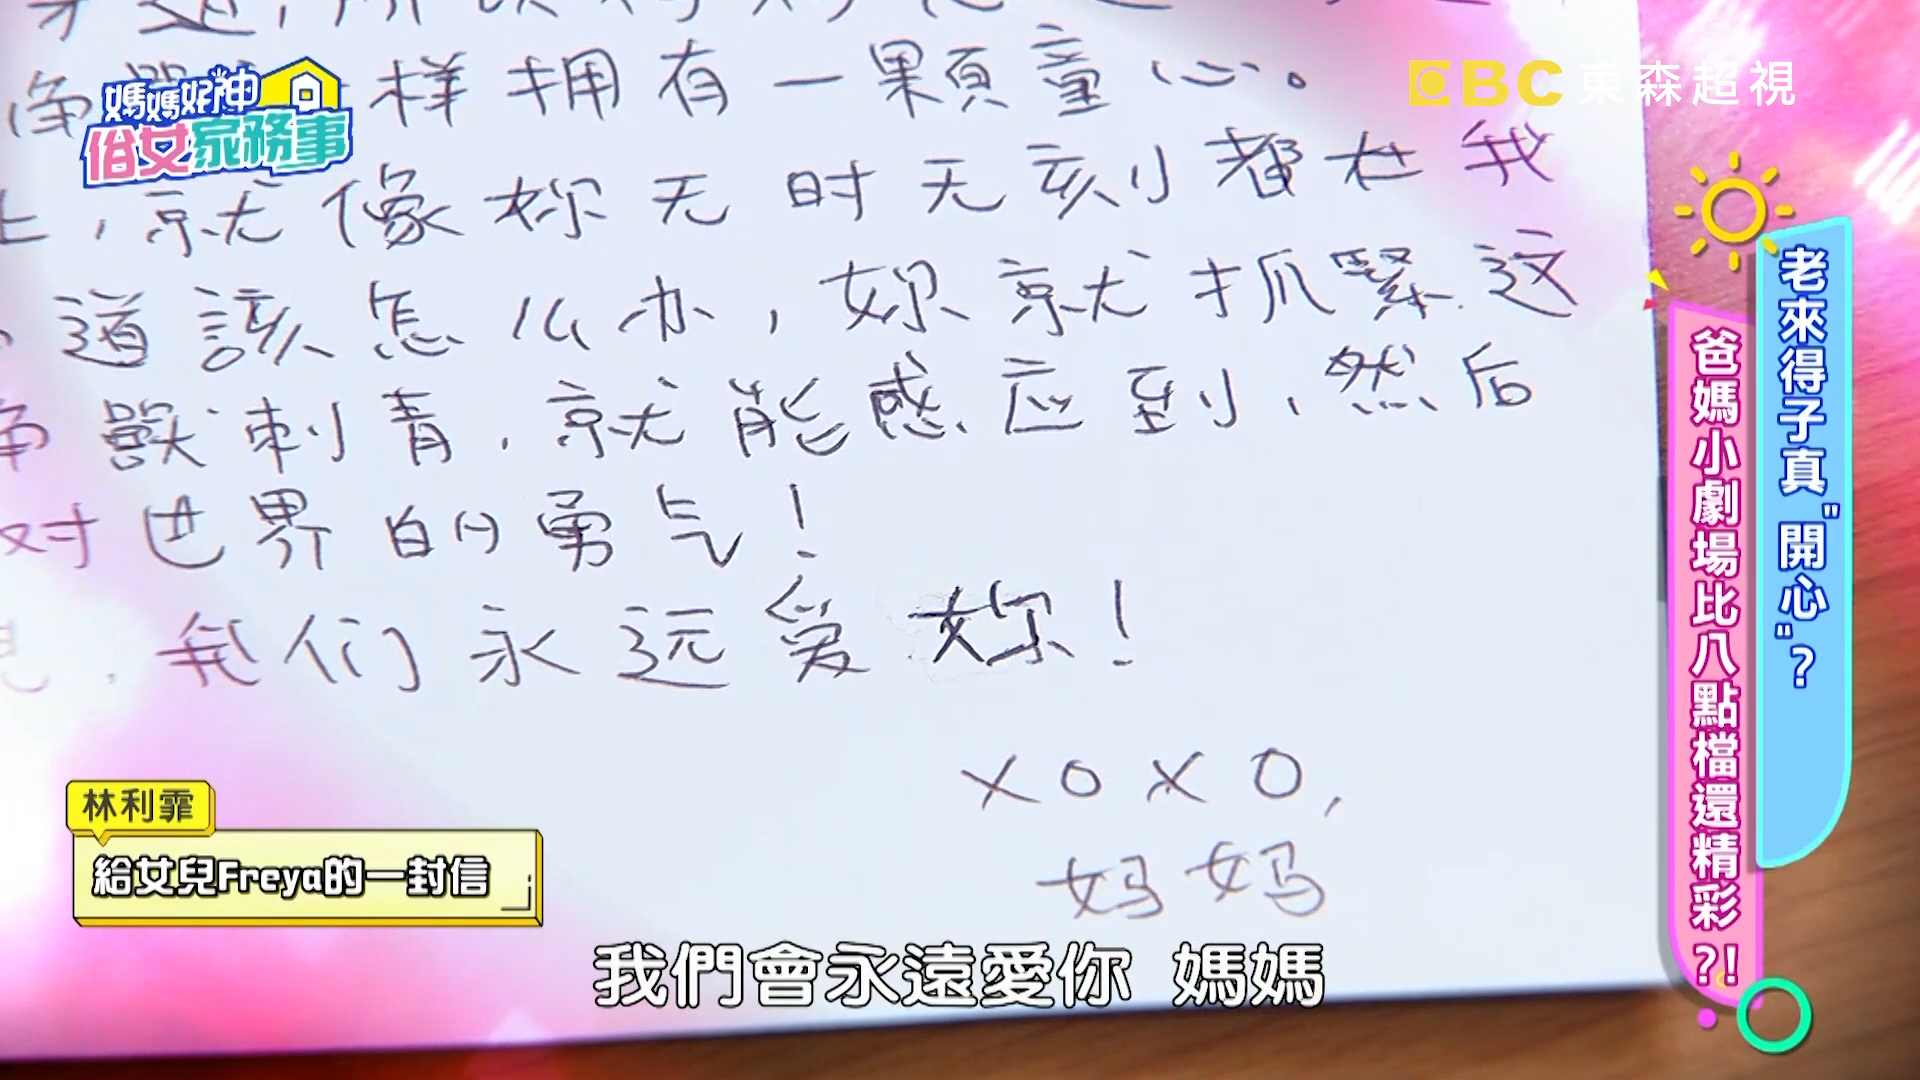 媽媽好神
俗女家務事
EBC 東森超視
样拥有一顆童心。
上，就像妳无时无刻都在我
道該怎么办，妳就抓緊这
獸刺青，就能感应到，然后
对世界的勇气！
我们永远爱妳！
XOXO,
妈妈
老來得子真"開心"？
爸媽小劇場比八點檔還精彩?!
林利霏
給女兒Freya的一封信
我們會永遠愛你 媽媽